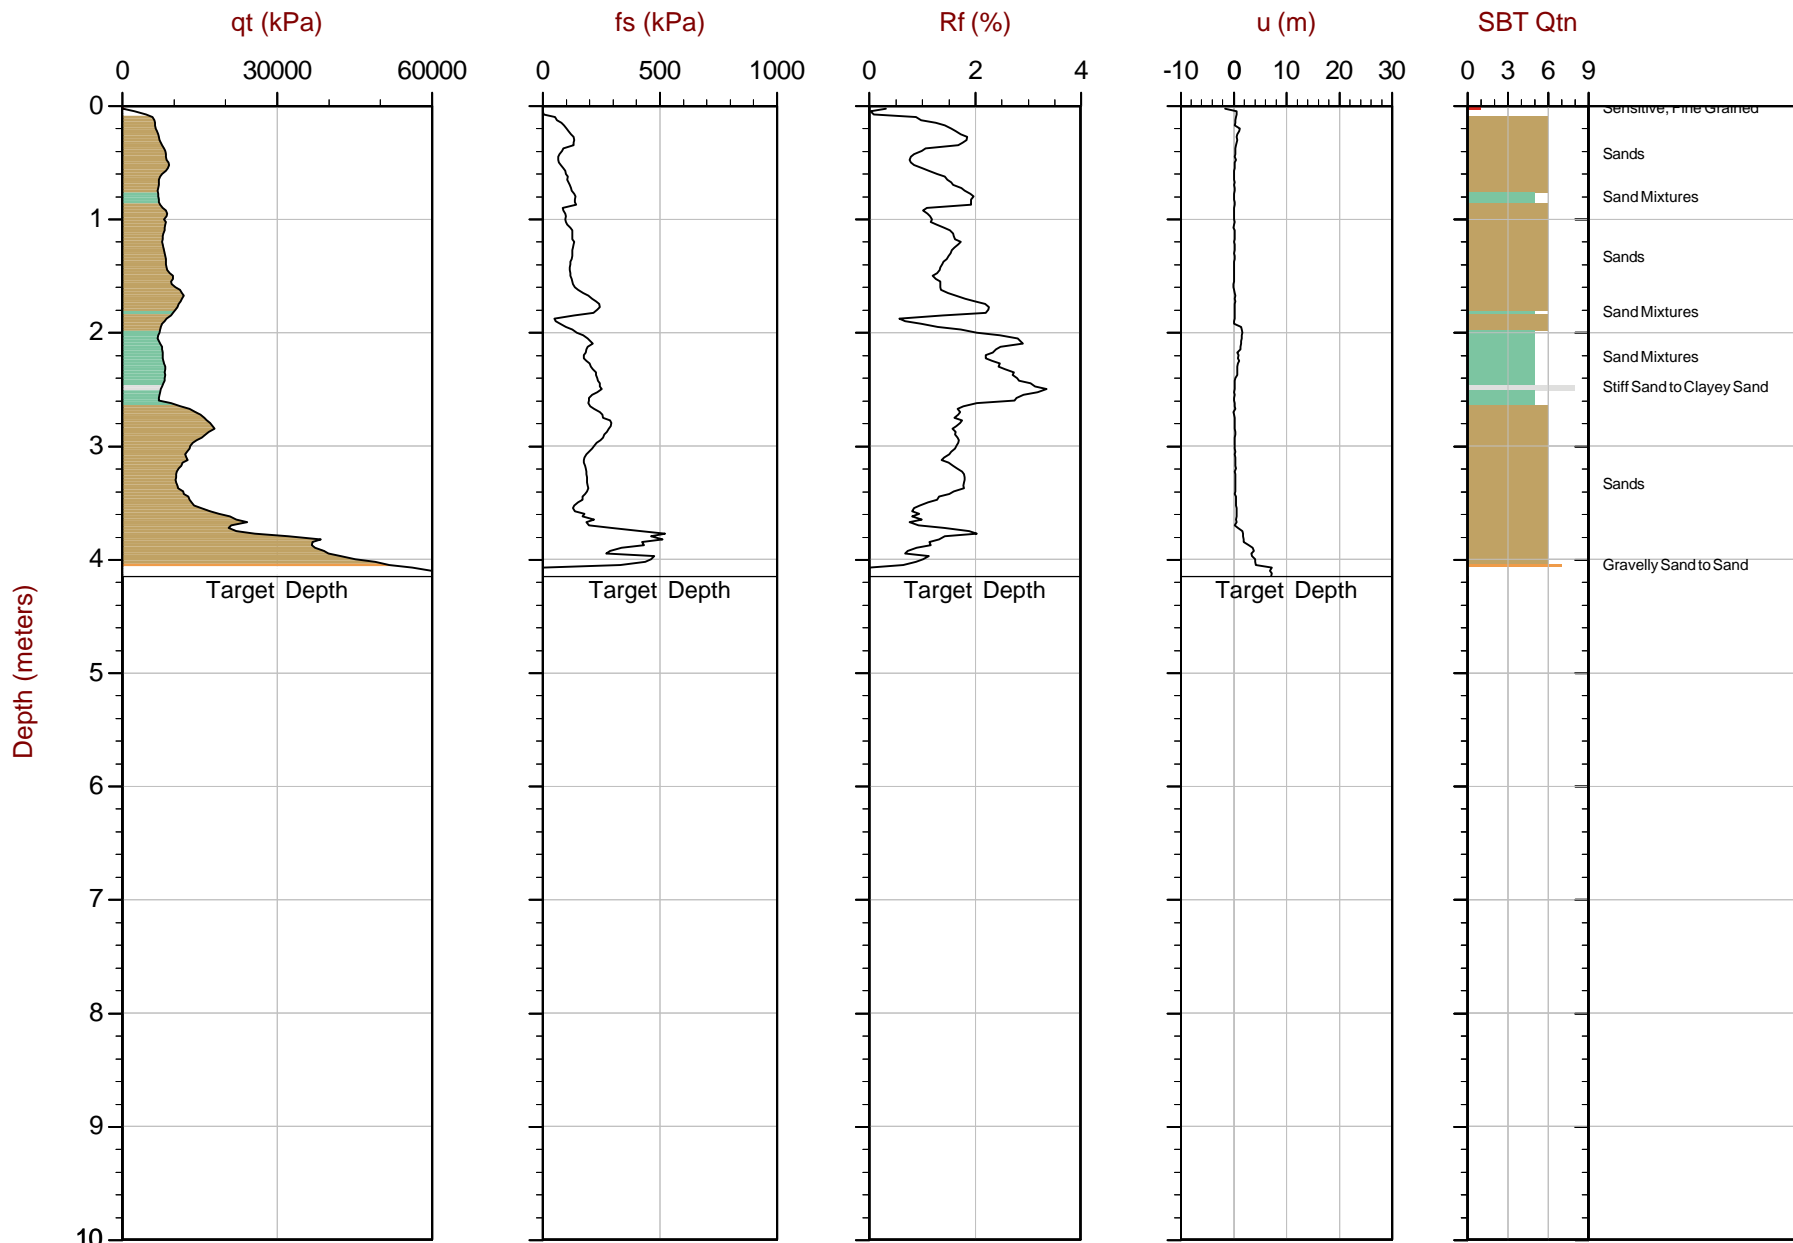 qt (kPa) fs (kPa) Rf (%) u (m) SBT Qtn
0 30000 60000 0 500 1000 0 2 4 -10 0 10 20 30 0 3 6 9
0
Sensitive, Fine Grained
Sands
Sand Mixtures
1
Sands
Sand Mixtures
2
Sand Mixtures
Stiff Sand to Clayey Sand
3
Sands
4
Gravelly Sand to Sand
Target Depth Target Depth Target Depth Target Depth
5
Depth (meters)
6
7
8
9
10